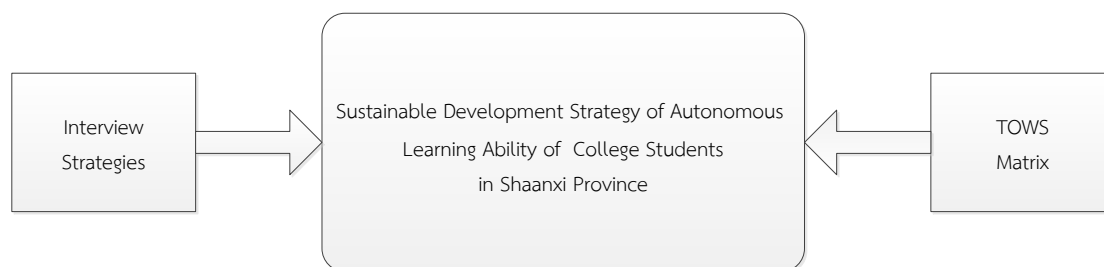 Interview
Strategies
Sustainable Development Strategy of Autonomous
Learning Ability of College Students
in Shaanxi Province
TOWS
Matrix